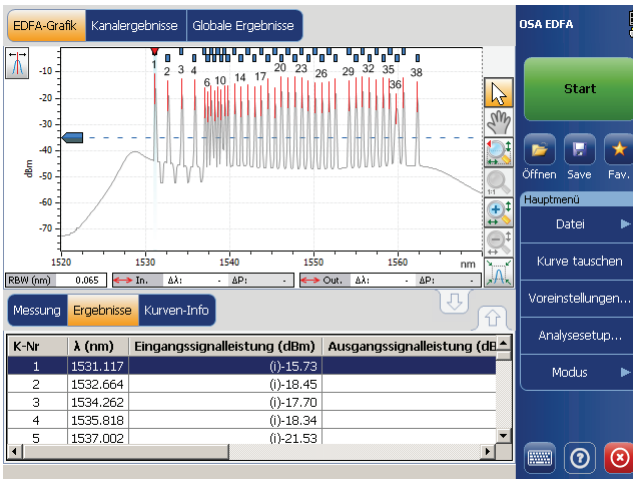 EDFA-Grafik Kanalergebnisse Globale Ergebnisse
OSA EDFA
Start
Öffnen Save Fav.
Hauptmenü
Datei
Kurve tauschen
Voreinstellungen...
Analysesetup...
Modus
-10
-20
-30
-40
-50
-60
-70
dBm
1 2 3 4 6 10 14 17 20 23 26 29 32 35 36 38
1520 1530 1540 1550 1560 nm
1:1
RBW (nm) 0.065 In. Δλ: - ΔP: - Out. Δλ: - ΔP: -
Messung Ergebnisse Kurven-Info
K-Nr λ (nm) Eingangssignalleistung (dBm) Ausgangssignalleistung (dB
1 1531.117 (i)-15.73
2 1532.664 (i)-18.45
3 1534.262 (i)-17.70
4 1535.818 (i)-18.34
5 1537.002 (i)-21.53